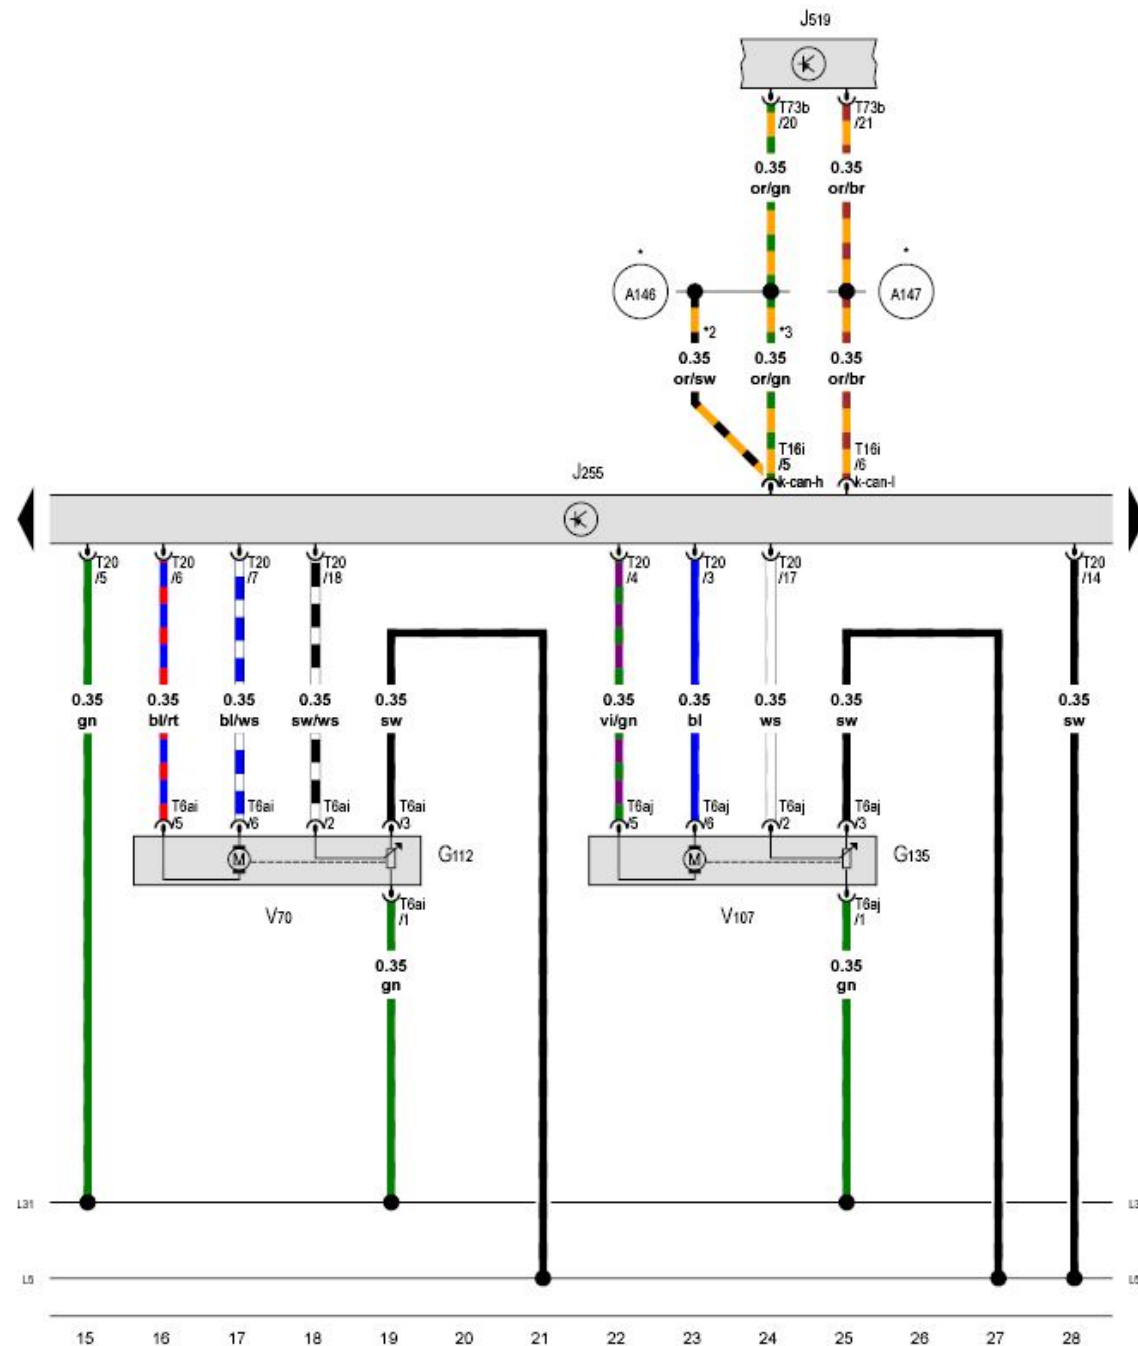 J519
T73b T73b
/20 /21
0.35 0.35
or/gn or/br
* *
A146 A147
*2 *3
0.35 0.35 0.35
or/sw or/gn or/br
T16i T16i
/5 /6
k-can-h k-can-l
J255
T20 T20 T20 T20 T20 T20 T20 T20
/5 /6 /7 /18 /4 /3 /17 /14
0.35 0.35 0.35 0.35 0.35 0.35 0.35 0.35 0.35 0.35
gn bl/rt bl/ws sw/ws sw vi/gn bl ws sw sw
T6ai T6ai T6ai T6ai T6aj T6aj T6aj T6aj
/5 /6 /2 /3 /5 /6 /2 /3
M G112 M G135
V70 T6ai V107 T6aj
/1 /1
0.35 0.35
gn gn
L31 L3
15 16 17 18 19 20 21 22 23 24 25 26 27 28